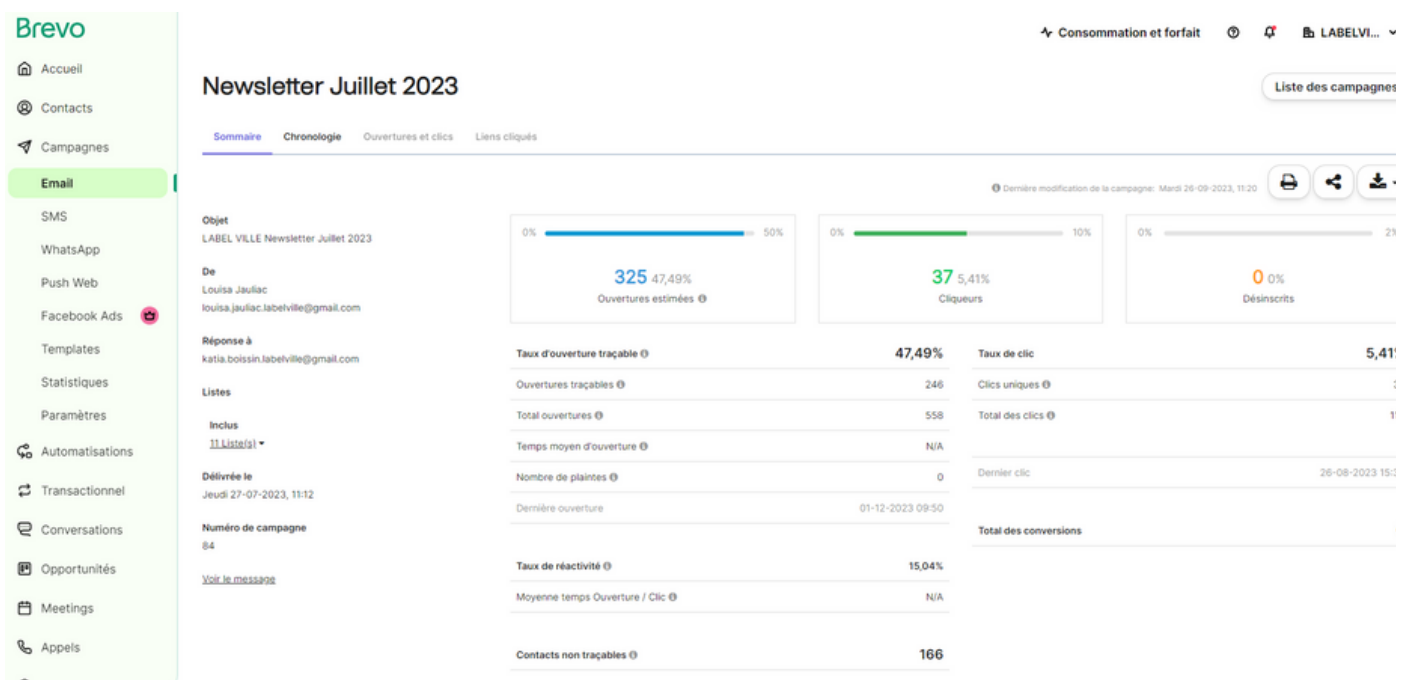 Brevo
Consommation et forfait
LABELVI...
Accueil
Contacts
Campagnes
Email
SMS
WhatsApp
Push Web
Facebook Ads
Templates
Statistiques
Paramètres
Automatisations
Transactionnel
Conversations
Opportunités
Meetings
Appels
Newsletter Juillet 2023
Liste des campagnes
Sommaire Chronologie Ouvertures et clics Liens cliqués
Dernière modification de la campagne: Mardi 26-09-2023, 11:20
Objet
LABEL VILLE Newsletter Juillet 2023
De
Louisa Jauliac
louisa.jauliac.labelville@gmail.com
Réponse à
katia.boissin.labelville@gmail.com
Listes
Inclus
11 Liste(s)
Délivrée le
Jeudi 27-07-2023, 11:12
Numéro de campagne
84
Voir le message
0% 50%
325 47,49%
Ouvertures estimées
0% 10%
37 5,41%
Cliqueurs
0% 2%
0 0%
Désinscrits
Taux d'ouverture traçable 47,49%
Ouvertures traçables 246
Total ouvertures 558
Temps moyen d'ouverture N/A
Nombre de plaintes 0
Dernière ouverture 01-12-2023 09:50
Taux de réactivité 15,04%
Moyenne temps Ouverture / Clic N/A
Contacts non traçables 166
Taux de clic 5,41
Clics uniques
Total des clics
Dernier clic 26-08-2023 15:
Total des conversions